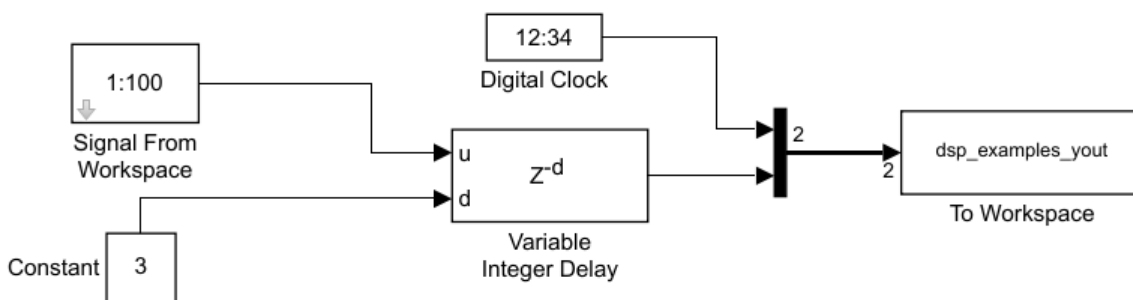 1:100
Signal From
Workspace
12:34
Digital Clock
u
d
Z-d
Variable
Integer Delay
Constant
3
2
2
dsp_examples_yout
To Workspace